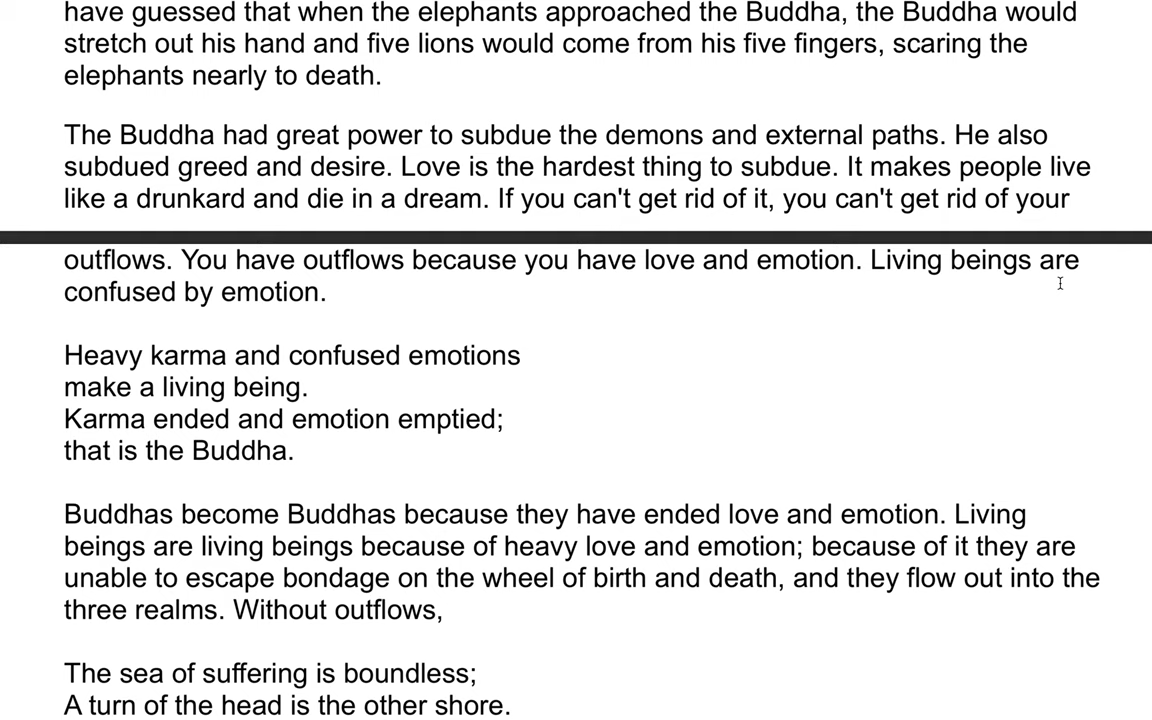 have guessed that when the elephants approached the Buddha, the Buddha would
stretch out his hand and five lions would come from his five fingers, scaring the
elephants nearly to death.
The Buddha had great power to subdue the demons and external paths. He also
subdued greed and desire. Love is the hardest thing to subdue. It makes people live
like a drunkard and die in a dream. If you can't get rid of it, you can't get rid of your
outflows. You have outflows because you have love and emotion. Living beings are
confused by emotion.
Heavy karma and confused emotions
make a living being.
Karma ended and emotion emptied;
that is the Buddha.
Buddhas become Buddhas because they have ended love and emotion. Living
beings are living beings because of heavy love and emotion; because of it they are
unable to escape bondage on the wheel of birth and death, and they flow out into the
three realms. Without outflows,
The sea of suffering is boundless;
A turn of the head is the other shore.